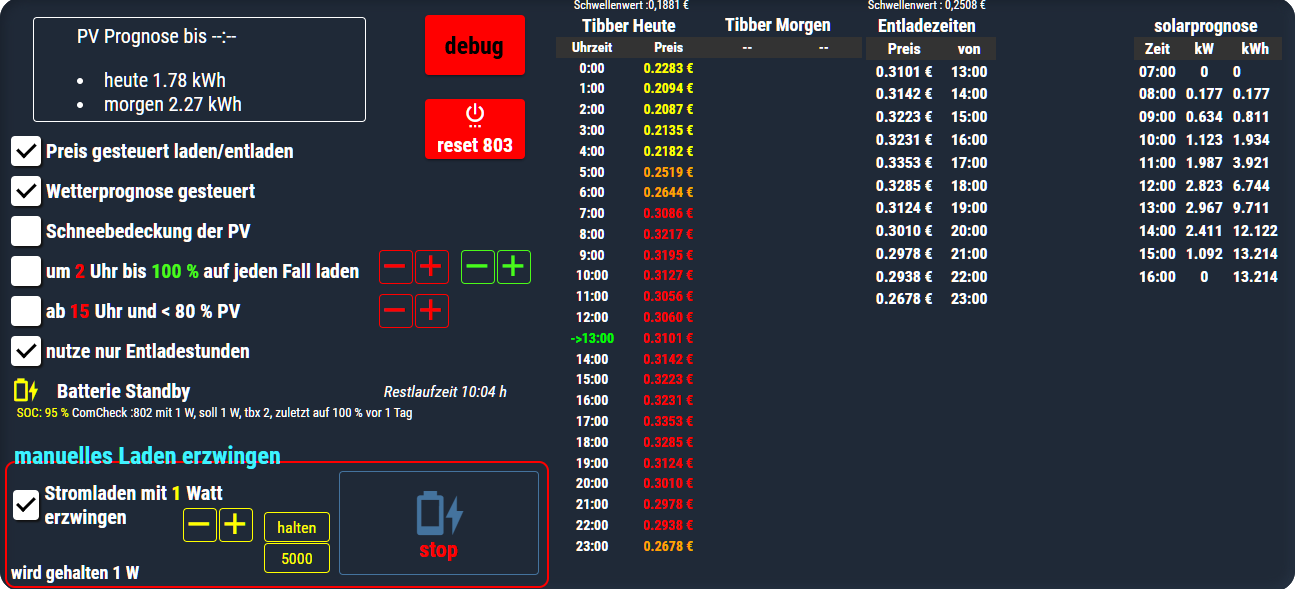 PV Prognose bis --:--
• heute 1.78 kWh
• morgen 2.27 kWh
debug
reset 803
Preis gesteuert laden/entladen
Wetterprognose gesteuert
Schneebedeckung der PV
um 2 Uhr bis 100 % auf jeden Fall laden
ab 15 Uhr und < 80 % PV
nutze nur Entladestunden
Batterie Standby
Restlaufzeit 10:04 h
SOC: 95 % ComCheck :802 mit 1 W, soll 1 W, tbx 2, zuletzt auf 100 % vor 1 Tag
manuelles Laden erzwingen
Stromladen mit 1 Watt
erzwingen
halten
5000
stop
wird gehalten 1 W
Schwellenwert :0,1881 €
Tibber Heute
Uhrzeit Preis
0:00 0.2283 €
1:00 0.2094 €
2:00 0.2087 €
3:00 0.2135 €
4:00 0.2182 €
5:00 0.2519 €
6:00 0.2644 €
7:00 0.3086 €
8:00 0.3217 €
9:00 0.3195 €
10:00 0.3127 €
11:00 0.3056 €
12:00 0.3060 €
->13:00 0.3101 €
14:00 0.3142 €
15:00 0.3223 €
16:00 0.3231 €
17:00 0.3353 €
18:00 0.3285 €
19:00 0.3124 €
20:00 0.3010 €
21:00 0.2978 €
22:00 0.2938 €
23:00 0.2678 €
Tibber Morgen
-- --
Schwellenwert : 0,2508 €
Entladezeiten
Preis von
0.3101 € 13:00
0.3142 € 14:00
0.3223 € 15:00
0.3231 € 16:00
0.3353 € 17:00
0.3285 € 18:00
0.3124 € 19:00
0.3010 € 20:00
0.2978 € 21:00
0.2938 € 22:00
0.2678 € 23:00
solarprognose
Zeit kW kWh
07:00 0 0
08:00 0.177 0.177
09:00 0.634 0.811
10:00 1.123 1.934
11:00 1.987 3.921
12:00 2.823 6.744
13:00 2.967 9.711
14:00 2.411 12.122
15:00 1.092 13.214
16:00 0 13.214